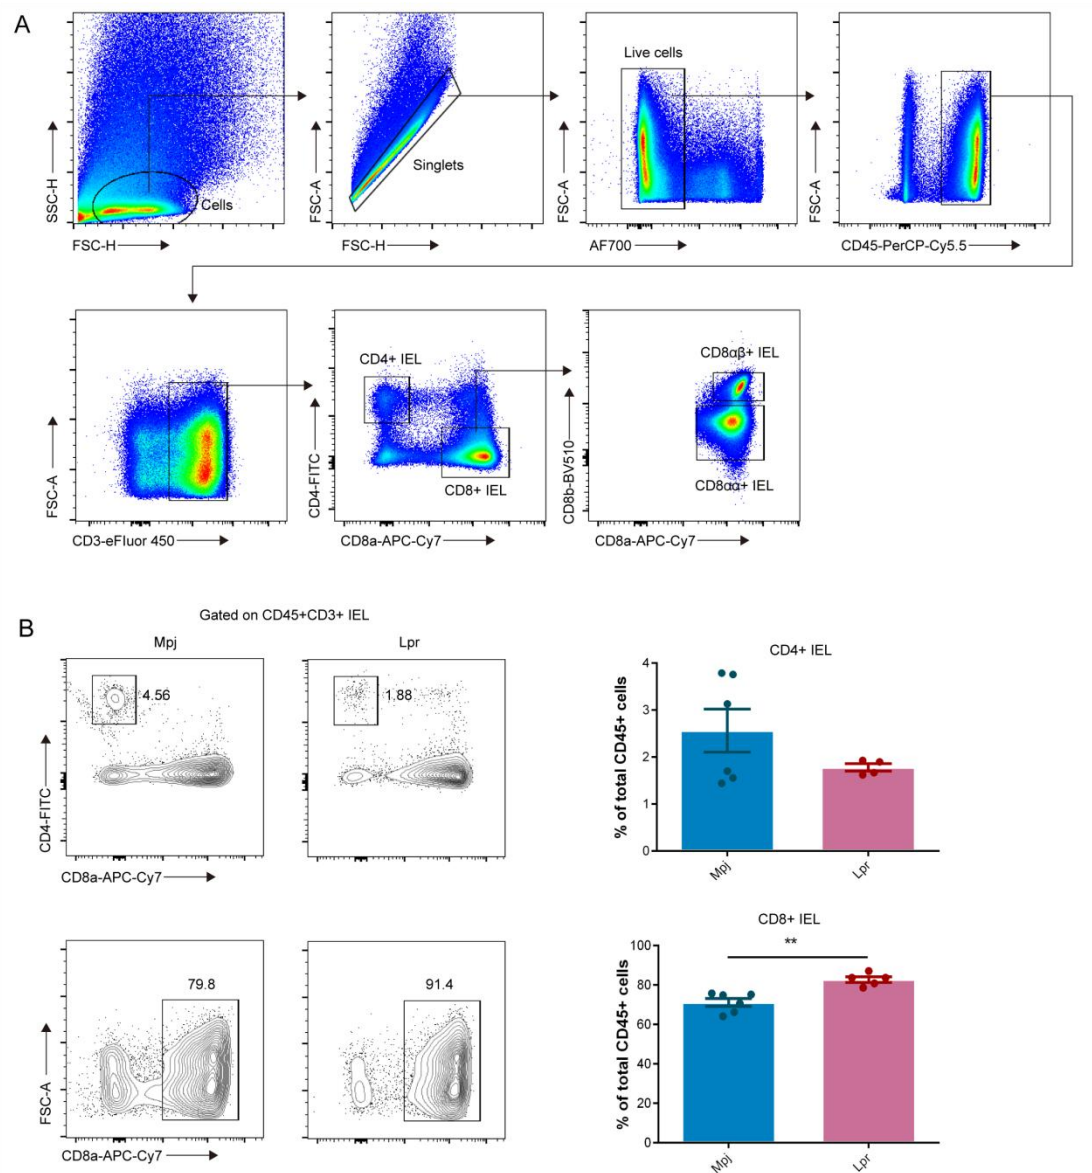 A
SSC-H
Cells
FSC-H
FSC-A
Singlets
FSC-H
Live cells
FSC-A
AF700
FSC-A
CD45-PerCP-Cy5.5
FSC-A
CD3-eFluor 450
CD4+ IEL
CD8+ IEL
CD4-FITC
CD8a-APC-Cy7
CD8αβ+ IEL
CD8αα+ IEL
CD8b-BV510
CD8a-APC-Cy7
B
Gated on CD45+CD3+ IEL
Mpj
Lpr
4.56
1.88
CD4-FITC
CD8a-APC-Cy7
CD4+ IEL
% of total CD45+ cells
4
3
2
1
0
Mpj
Lpr
79.8
91.4
FSC-A
CD8a-APC-Cy7
CD8+ IEL
**
% of total CD45+ cells
100
80
60
40
20
0
Mpj
Lpr